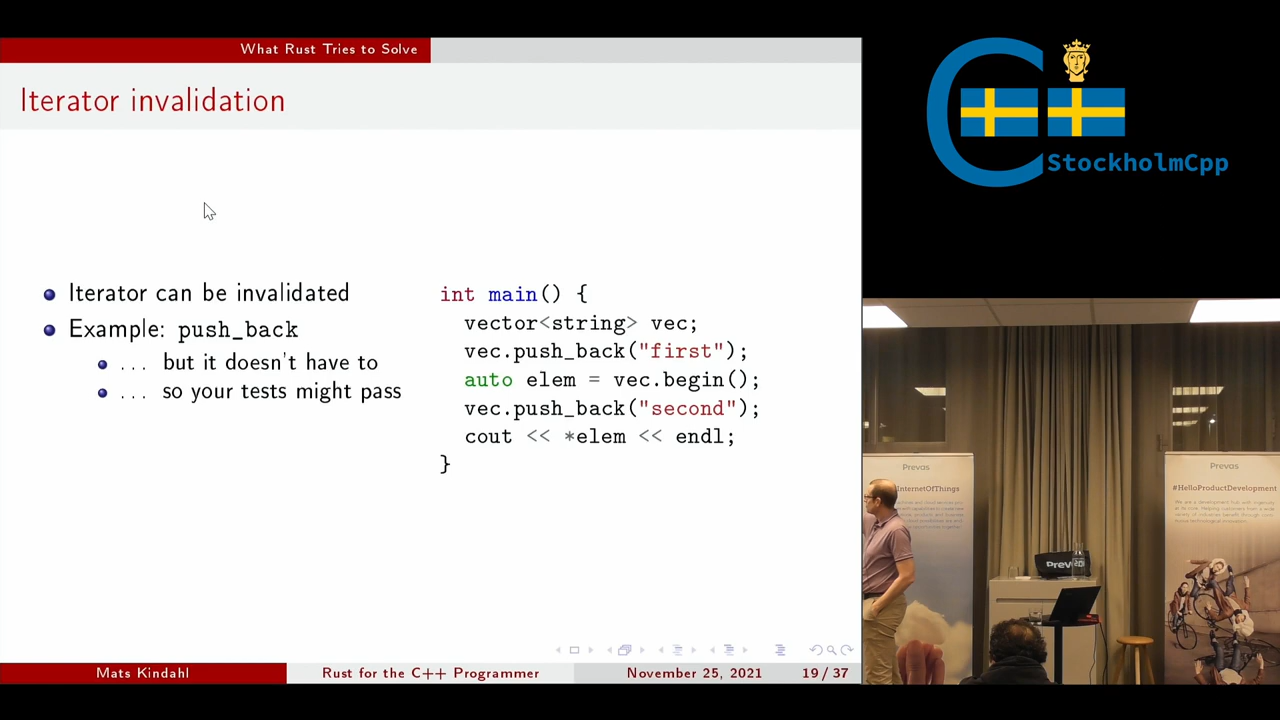 What Rust Tries to Solve
Iterator invalidation
Iterator can be invalidated
Example: push_back
... but it doesn't have to
... so your tests might pass
int main() {
vector<string> vec;
vec.push_back("first");
auto elem = vec.begin();
vec.push_back("second");
cout << *elem << endl;
}
Mats Kindahl
Rust for the C++ Programmer
November 25, 2021
19 / 37
C
StockholmCpp
Prevas
InternetOfThings
Prevas
#HelloProductDevelopment